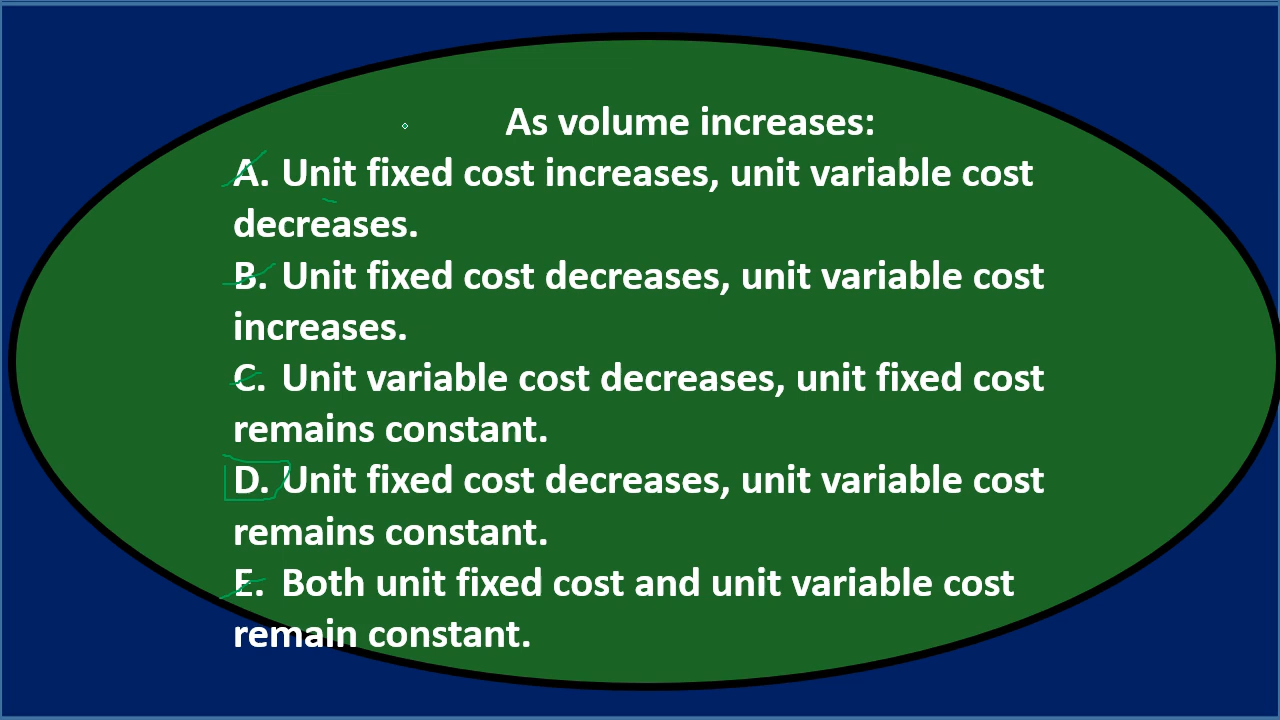 As volume increases:
A. Unit fixed cost increases, unit variable cost
decreases.
B. Unit fixed cost decreases, unit variable cost
increases.
C. Unit variable cost decreases, unit fixed cost
remains constant.
D. Unit fixed cost decreases, unit variable cost
remains constant.
E. Both unit fixed cost and unit variable cost
remain constant.